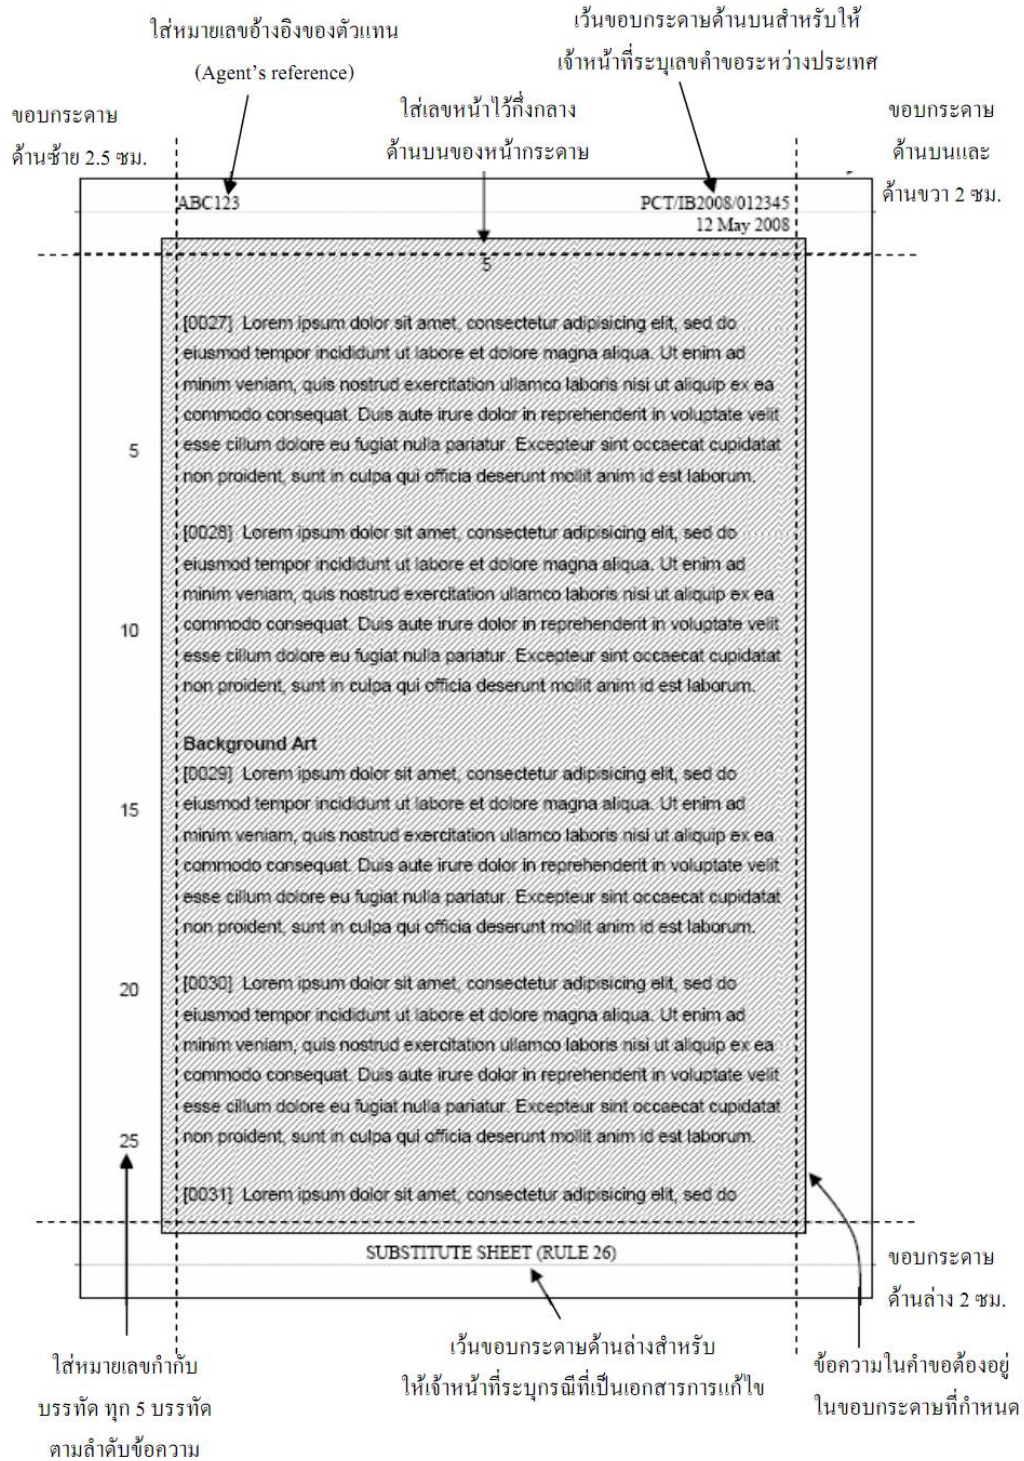 ใส่หมายเลขอ้างอิงของตัวแทน
(Agent's reference)
เว้นขอบกระดาษด้านบนสำหรับให้
เจ้าหน้าที่ระบุเลขคำขอระหว่างประเทศ
ขอบกระดาษ
ด้านซ้าย 2.5 ซม.
ใส่เลขหน้าไว้กึ่งกลาง
ด้านบนของหน้ากระดาษ
ขอบกระดาษ
ด้านบนและ
ด้านขวา 2 ซม.
ABC123
PCT/IB2008/012345
12 May 2008
5
[0027] Lorem ipsum dolor sit amet, consectetur adipisicing elit, sed do
eiusmod tempor incididunt ut labore et dolore magna aliqua. Ut enim ad
minim veniam, quis nostrud exercitation ullamco laboris nisi ut aliquip ex ea
commodo consequat. Duis aute irure dolor in reprehenderit in voluptate velit
5 esse cillum dolore eu fugiat nulla pariatur. Excepteur sint occaecat cupidatat
non proident, sunt in culpa qui officia deserunt mollit anim id est laborum.
[0028] Lorem ipsum dolor sit amet, consectetur adipisicing elit, sed do
eiusmod tempor incididunt ut labore et dolore magna aliqua. Ut enim ad
minim veniam, quis nostrud exercitation ullamco laboris nisi ut aliquip ex ea
10 commodo consequat. Duis aute irure dolor in reprehenderit in voluptate velit
esse cillum dolore eu fugiat nulla pariatur. Excepteur sint occaecat cupidatat
non proident, sunt in culpa qui officia deserunt mollit anim id est laborum.
Background Art
[0029] Lorem ipsum dolor sit amet, consectetur adipisicing elit, sed do
15 eiusmod tempor incididunt ut labore et dolore magna aliqua. Ut enim ad
minim veniam, quis nostrud exercitation ullamco laboris nisi ut aliquip ex ea
commodo consequat. Duis aute irure dolor in reprehenderit in voluptate velit
esse cillum dolore eu fugiat nulla pariatur. Excepteur sint occaecat cupidatat
non proident, sunt in culpa qui officia deserunt mollit anim id est laborum.
20 [0030] Lorem ipsum dolor sit amet, consectetur adipisicing elit, sed do
eiusmod tempor incididunt ut labore et dolore magna aliqua. Ut enim ad
minim veniam, quis nostrud exercitation ullamco laboris nisi ut aliquip ex ea
commodo consequat. Duis aute irure dolor in reprehenderit in voluptate velit
esse cillum dolore eu fugiat nulla pariatur. Excepteur sint occaecat cupidatat
25 non proident, sunt in culpa qui officia deserunt mollit anim id est laborum.
[0031] Lorem ipsum dolor sit amet, consectetur adipisicing elit, sed do
SUBSTITUTE SHEET (RULE 26)
ขอบกระดาษ
ด้านล่าง 2 ซม.
ใส่หมายเลขกำกับ
บรรทัด ทุก 5 บรรทัด
ตามลำดับข้อความ
เว้นขอบกระดาษด้านล่างสำหรับ
ให้เจ้าหน้าที่ระบุกรณีที่เป็นเอกสารการแก้ไข
ข้อความในคำขอต้องอยู่
ในขอบกระดาษที่กำหนด